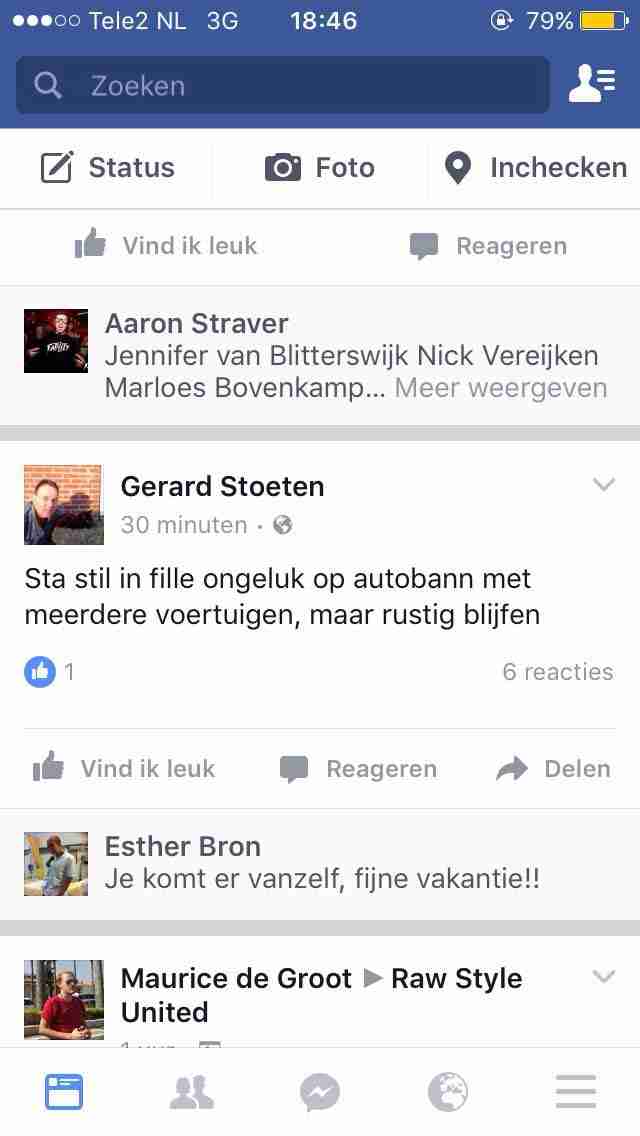 Tele2 NL 3G 18:46 79%
Zoeken
Status Foto Inchecken
Vind ik leuk Reageren
Aaron Straver
Jennifer van Blitterswijk Nick Vereijken
Marloes Bovenkamp... Meer weergeven
Gerard Stoeten
30 minuten ·
Sta stil in fille ongeluk op autobann met
meerdere voertuigen, maar rustig blijfen
1 6 reacties
Vind ik leuk Reageren Delen
Esther Bron
Je komt er vanzelf, fijne vakantie!!
Maurice de Groot ▶ Raw Style
United